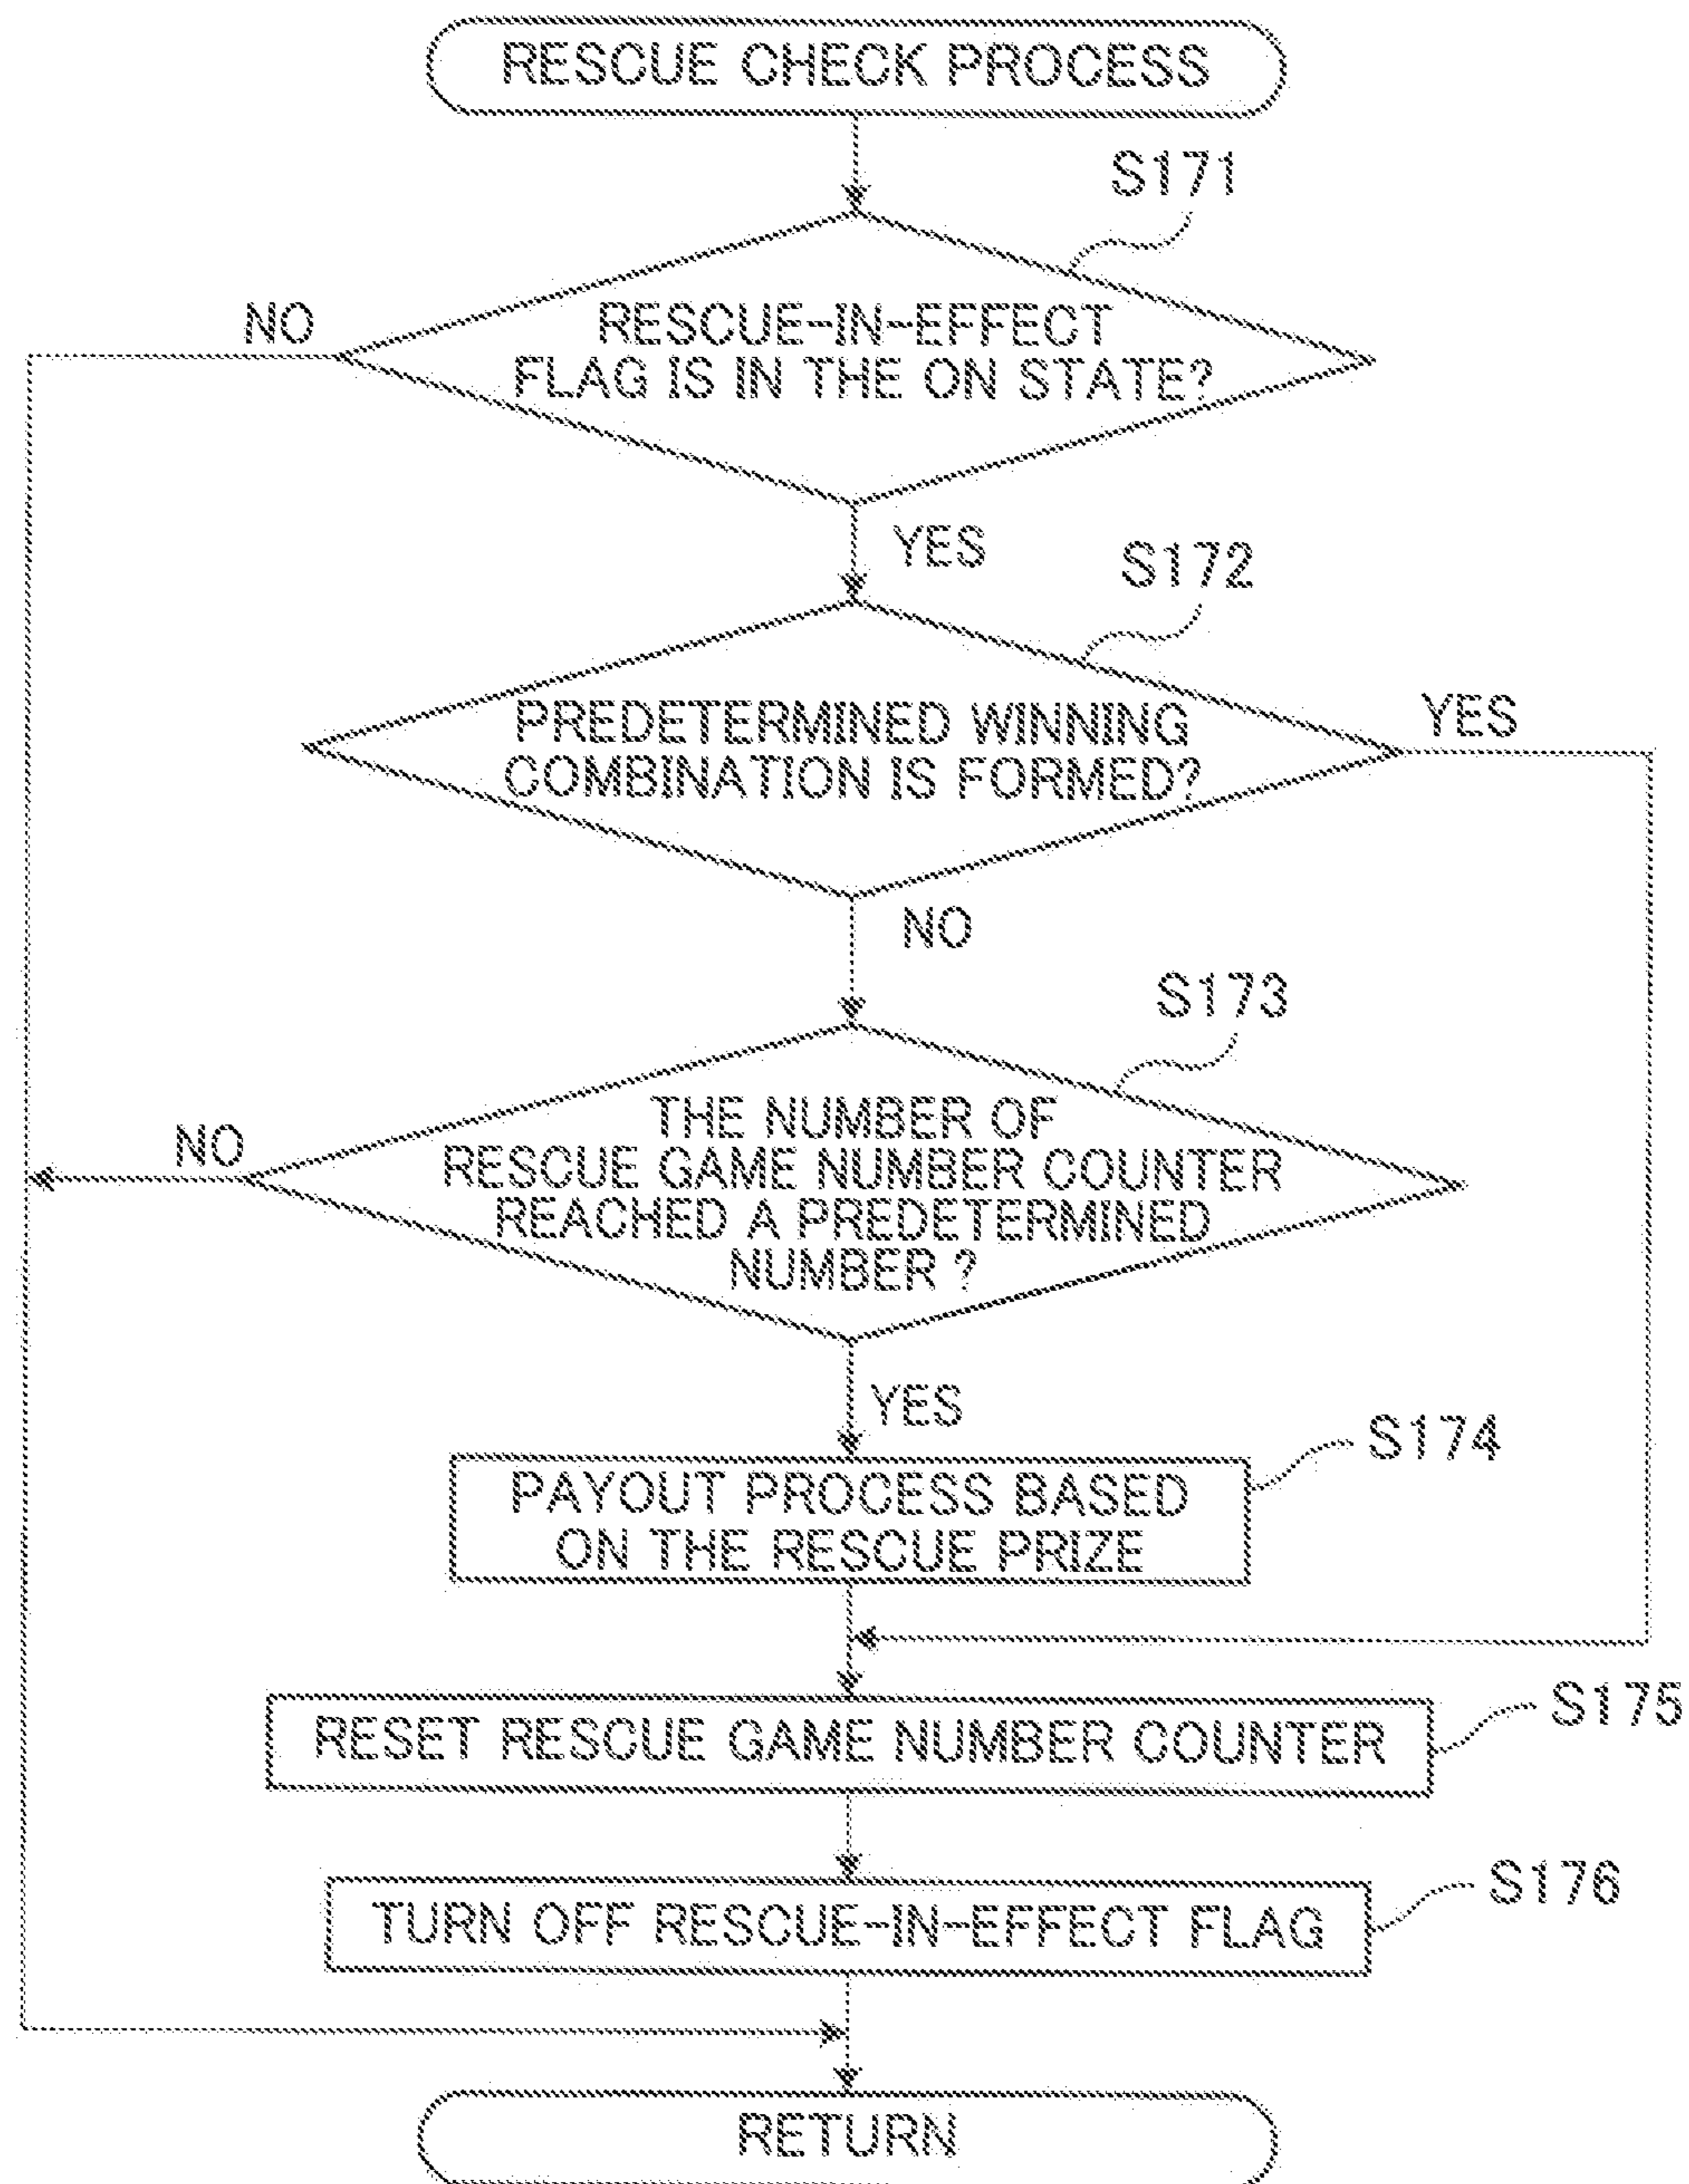 RESCUE CHECK PROCESS
S171
NO
RESCUE-IN-EFFECT
FLAG IS IN THE ON STATE?
YES
S172
PREDETERMINED WINNING
COMBINATION IS FORMED?
YES
NO
S173
NO
THE NUMBER OF
RESCUE GAME NUMBER COUNTER
REACHED A PREDETERMINED
NUMBER ?
YES
S174
PAYOUT PROCESS BASED
ON THE RESCUE PRIZE
S175
RESET RESCUE GAME NUMBER COUNTER
S176
TURN OFF RESCUE-IN-EFFECT FLAG
RETURN